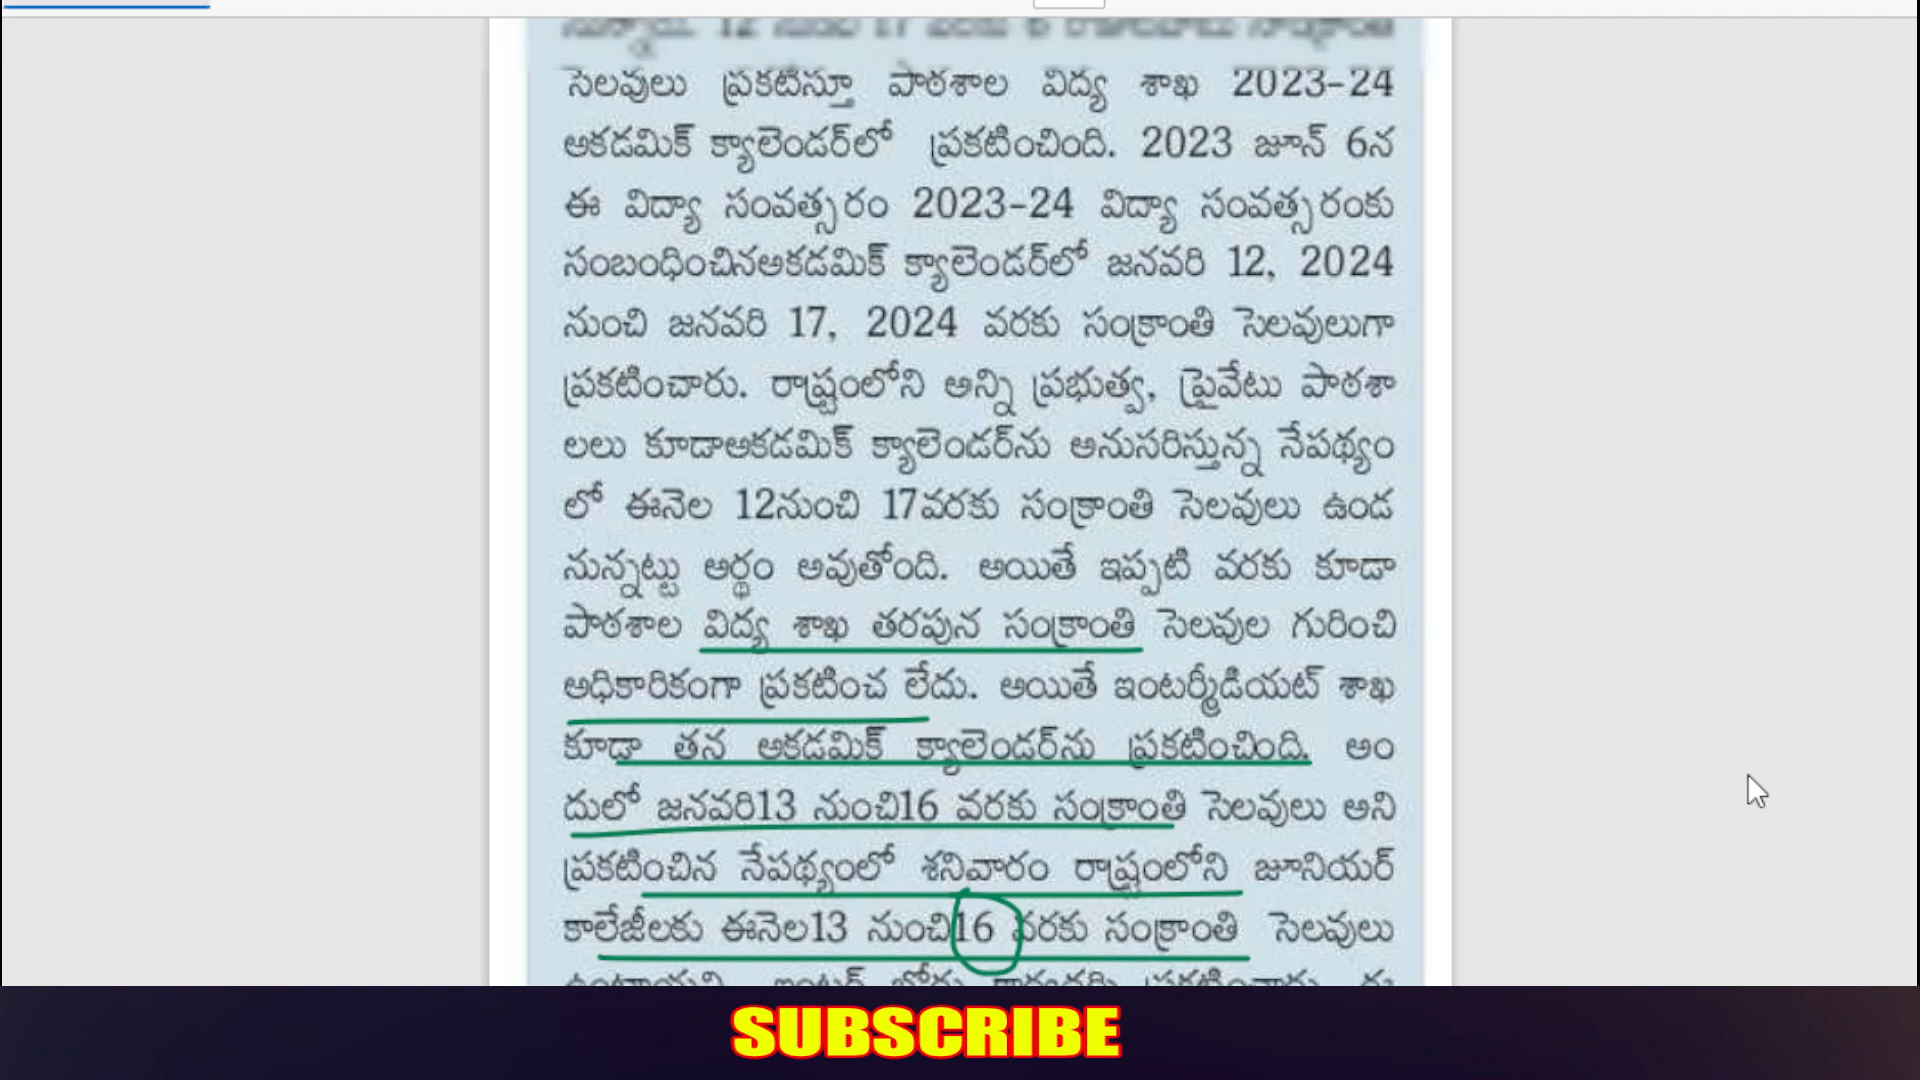 సెలవులు ప్రకటిస్తూ పాఠశాల విద్య శాఖ 2023-24
అకడమిక్ క్యాలెండర్‌లో ప్రకటించింది. 2023 జూన్ 6న
ఈ విద్యా సంవత్సరం 2023-24 విద్యా సంవత్సరంకు
సంబంధించినఅకడమిక్ క్యాలెండర్‌లో జనవరి 12, 2024
నుంచి జనవరి 17, 2024 వరకు సంక్రాంతి సెలవులుగా
ప్రకటించారు. రాష్ట్రంలోని అన్ని ప్రభుత్వ, ప్రైవేటు పాఠశా
లలు కూడాఅకడమిక్ క్యాలెండర్‌ను అనుసరిస్తున్న నేపథ్యం
లో ఈనెల 12నుంచి 17వరకు సంక్రాంతి సెలవులు ఉండ
నున్నట్టు అర్థం అవుతోంది. అయితే ఇప్పటి వరకు కూడా
పాఠశాల విద్య శాఖ తరపున సంక్రాంతి సెలవుల గురించి
అధికారికంగా ప్రకటించ లేదు. అయితే ఇంటర్మీడియట్ శాఖ
కూడా తన అకడమిక్ క్యాలెండర్‌ను ప్రకటించింది. అం
దులో జనవరి13 నుంచి16 వరకు సంక్రాంతి సెలవులు అని
ప్రకటించిన నేపథ్యంలో శనివారం రాష్ట్రంలోని జూనియర్
కాలేజీలకు ఈనెల13 నుంచి16 వరకు సంక్రాంతి సెలవులు
SUBSCRIBE